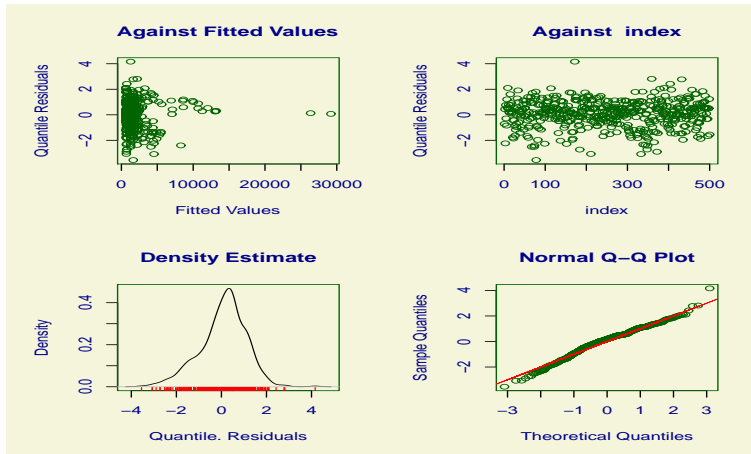 Against Fitted Values
Quantile Residuals
4
2
0
−2
0
10000
20000
30000
Fitted Values
Against  index
Quantile Residuals
4
2
0
−2
0
100
300
500
index
Density Estimate
Density
0.4
0.2
0.0
−4
−2
0
2
4
Quantile. Residuals
Normal Q−Q Plot
Sample Quantiles
4
2
0
−2
−3
−2
−1
0
1
2
3
Theoretical Quantiles